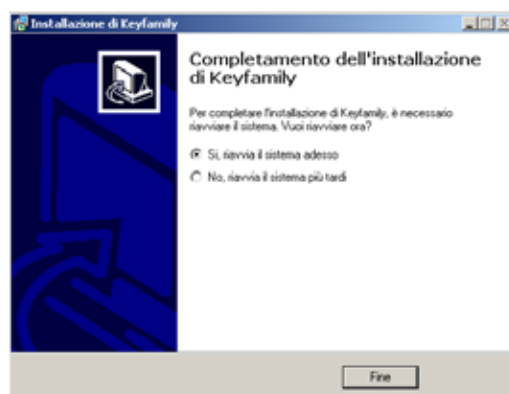 Installazione di Keyfamily
Completamento dell'installazione
di Keyfamily
Per completare l'installazione di Keyfamily, è necessario
riavviare il sistema. Vuoi riavviare ora?
Sì, riavvia il sistema adesso
No, riavvia il sistema più tardi
Fine